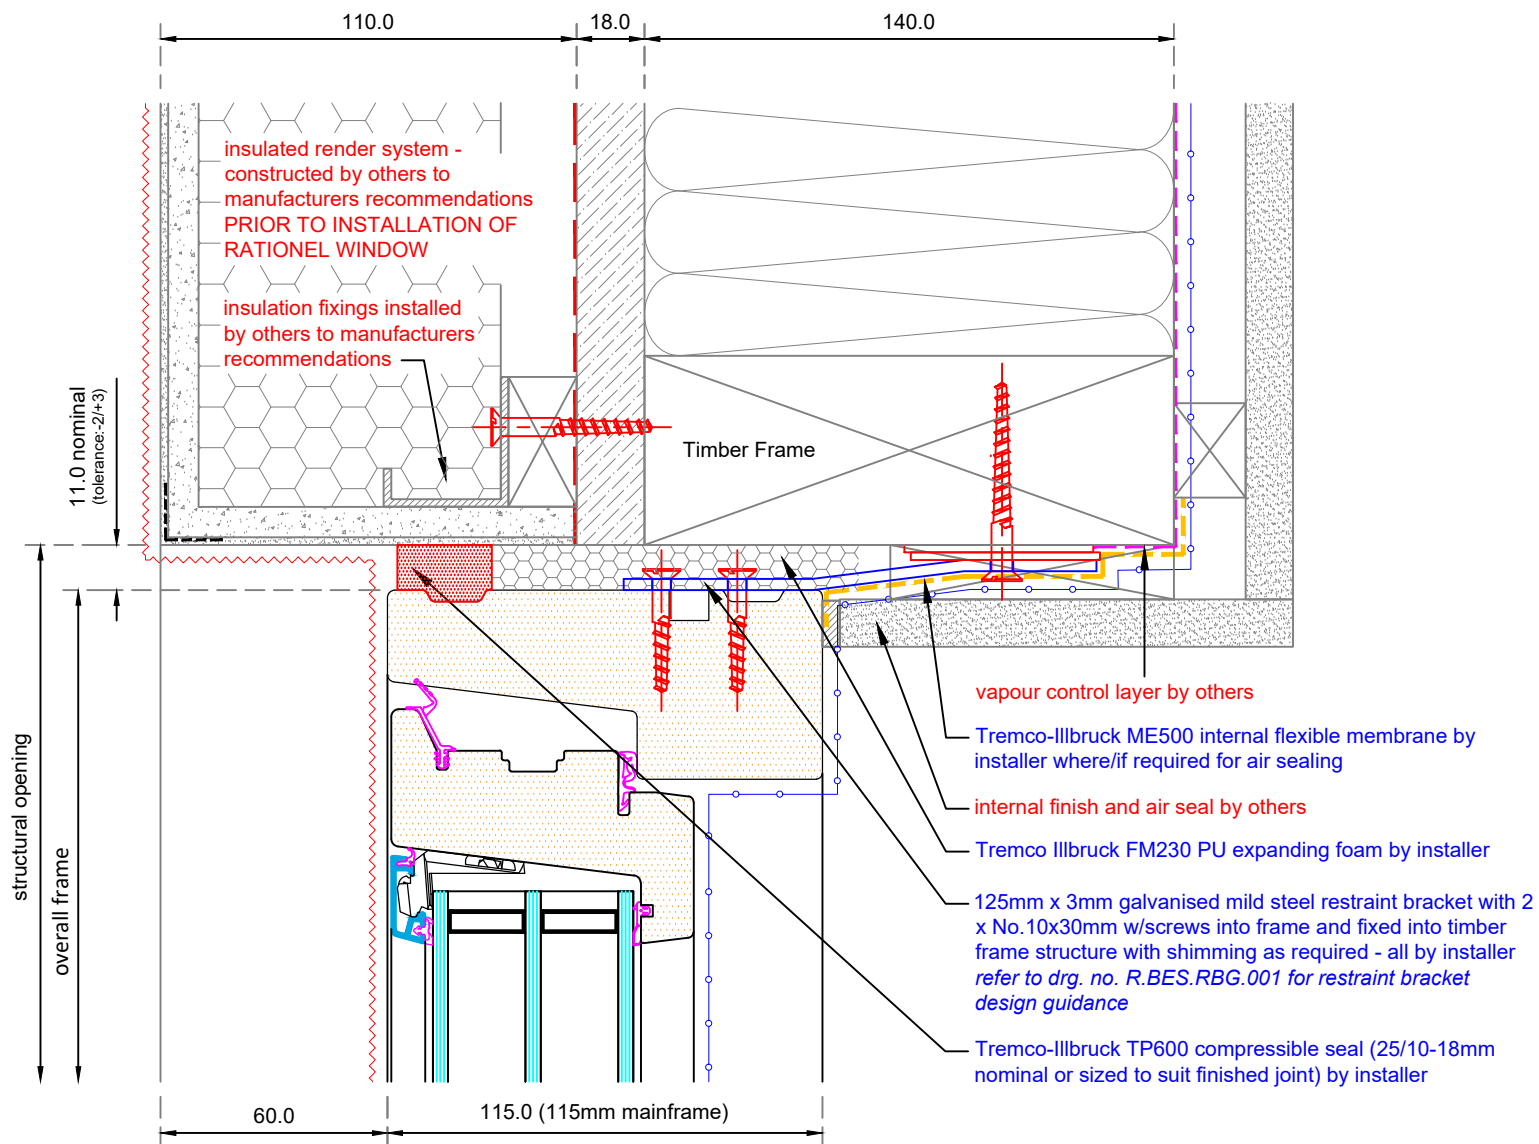 110.0
18.0
140.0
insulated render system -
constructed by others to
manufacturers recommendations
PRIOR TO INSTALLATION OF
RATIONEL WINDOW
insulation fixings installed
by others to manufacturers
recommendations
11.0 nominal
(tolerance:-2/+3)
Timber Frame
vapour control layer by others
Tremco-Illbruck ME500 internal flexible membrane by
installer where/if required for air sealing
internal finish and air seal by others
Tremco Illbruck FM230 PU expanding foam by installer
125mm x 3mm galvanised mild steel restraint bracket with 2
x No.10x30mm w/screws into frame and fixed into timber
frame structure with shimming as required - all by installer
refer to drg. no. R.BES.RBG.001 for restraint bracket
design guidance
Tremco-Illbruck TP600 compressible seal (25/10-18mm
nominal or sized to suit finished joint) by installer
structural opening
overall frame
60.0
115.0 (115mm mainframe)